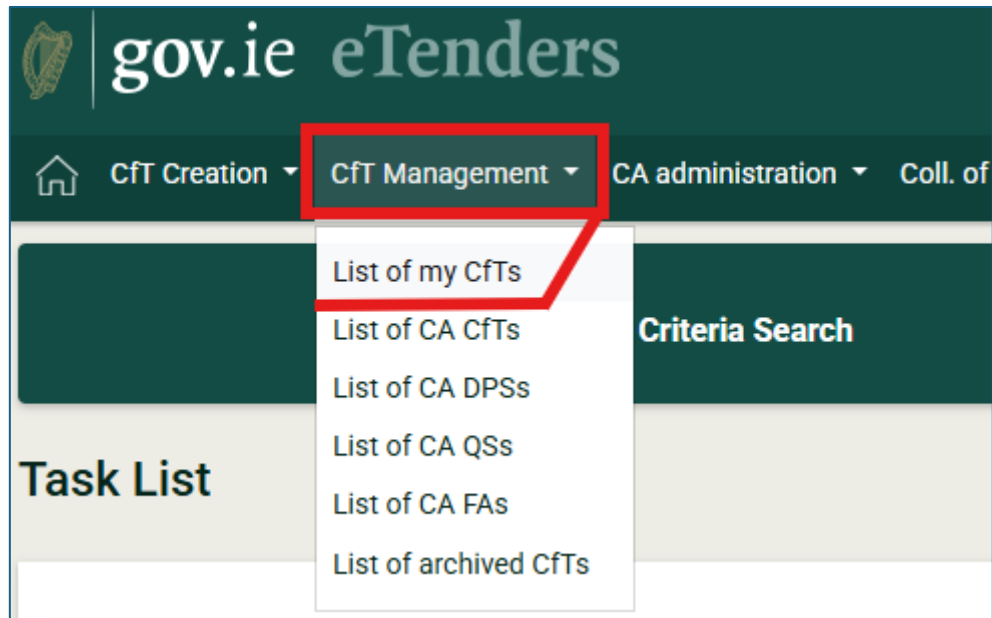 gov.ie eTenders
CfT Creation CfT Management CA administration Coll. of
List of my CfTs
List of CA CfTs
Criteria Search
List of CA DPSs
List of CA QSs
Task List
List of CA FAs
List of archived CfTs